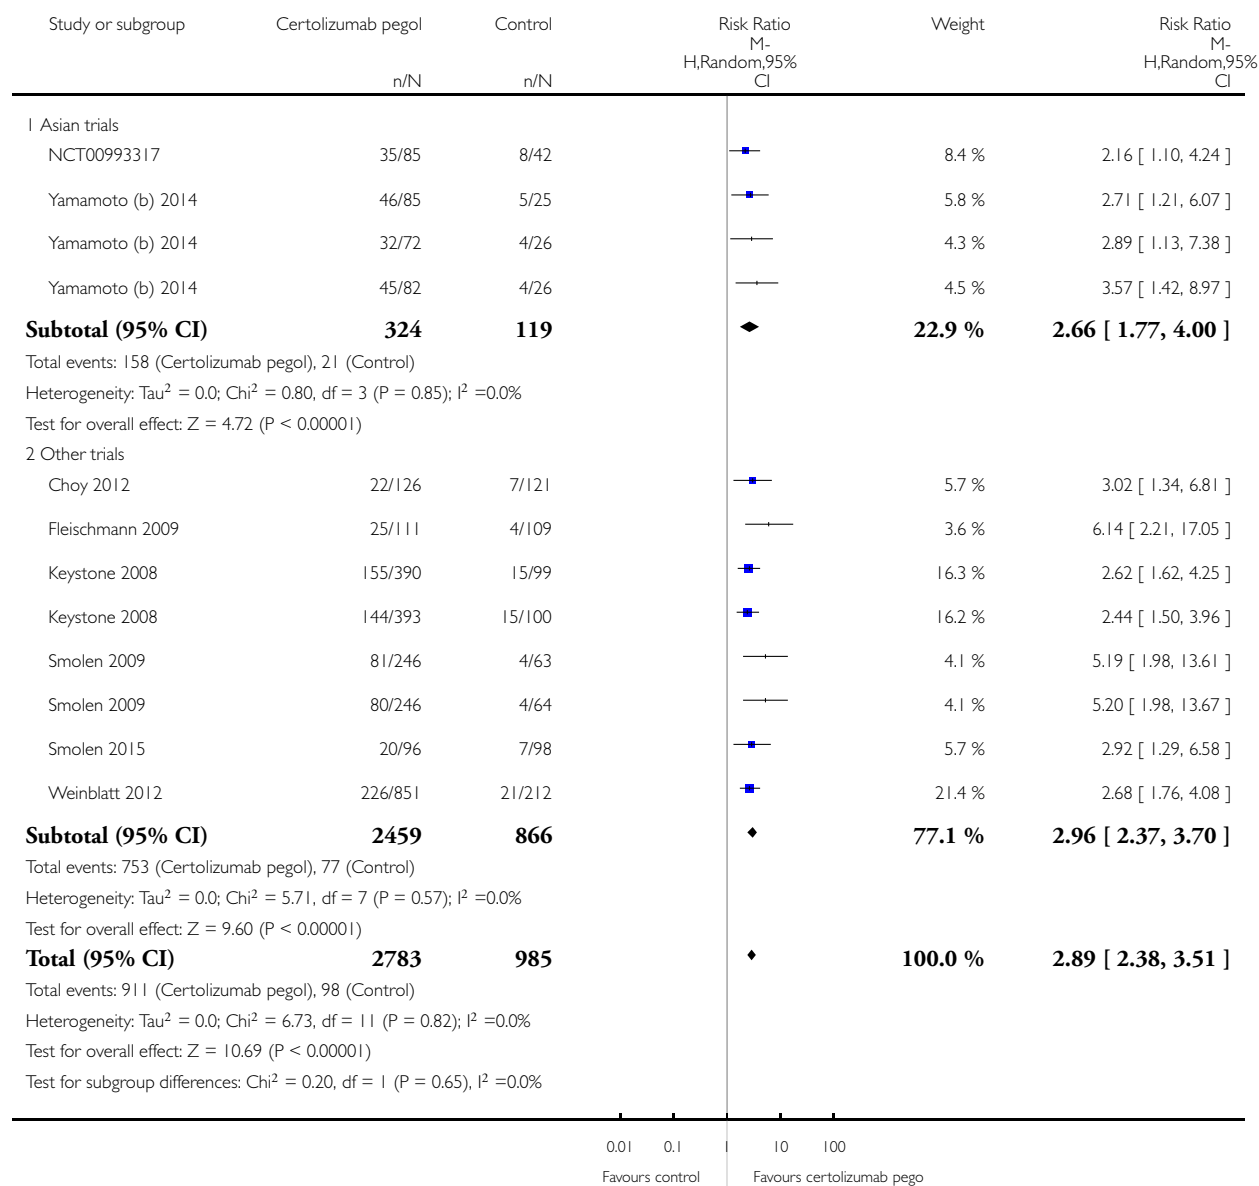 Study or subgroup Certolizumab pegol Control Risk Ratio Weight Risk Ratio
M- M-
H,Random,95% H,Random,95%
n/N n/N CI CI
1 Asian trials
NCT00993317 35/85 8/42 8.4 % 2.16 [ 1.10, 4.24 ]
Yamamoto (b) 2014 46/85 5/25 5.8 % 2.71 [ 1.21, 6.07 ]
Yamamoto (b) 2014 32/72 4/26 4.3 % 2.89 [ 1.13, 7.38 ]
Yamamoto (b) 2014 45/82 4/26 4.5 % 3.57 [ 1.42, 8.97 ]
Subtotal (95% CI) 324 119 22.9 % 2.66 [ 1.77, 4.00 ]
Total events: 158 (Certolizumab pegol), 21 (Control)
Heterogeneity: Tau² = 0.0; Chi² = 0.80, df = 3 (P = 0.85); I² =0.0%
Test for overall effect: Z = 4.72 (P < 0.00001)
2 Other trials
Choy 2012 22/126 7/121 5.7 % 3.02 [ 1.34, 6.81 ]
Fleischmann 2009 25/111 4/109 3.6 % 6.14 [ 2.21, 17.05 ]
Keystone 2008 155/390 15/99 16.3 % 2.62 [ 1.62, 4.25 ]
Keystone 2008 144/393 15/100 16.2 % 2.44 [ 1.50, 3.96 ]
Smolen 2009 81/246 4/63 4.1 % 5.19 [ 1.98, 13.61 ]
Smolen 2009 80/246 4/64 4.1 % 5.20 [ 1.98, 13.67 ]
Smolen 2015 20/96 7/98 5.7 % 2.92 [ 1.29, 6.58 ]
Weinblatt 2012 226/851 21/212 21.4 % 2.68 [ 1.76, 4.08 ]
Subtotal (95% CI) 2459 866 77.1 % 2.96 [ 2.37, 3.70 ]
Total events: 753 (Certolizumab pegol), 77 (Control)
Heterogeneity: Tau² = 0.0; Chi² = 5.71, df = 7 (P = 0.57); I² =0.0%
Test for overall effect: Z = 9.60 (P < 0.00001)
Total (95% CI) 2783 985 100.0 % 2.89 [ 2.38, 3.51 ]
Total events: 911 (Certolizumab pegol), 98 (Control)
Heterogeneity: Tau² = 0.0; Chi² = 6.73, df = 11 (P = 0.82); I² =0.0%
Test for overall effect: Z = 10.69 (P < 0.00001)
Test for subgroup differences: Chi² = 0.20, df = 1 (P = 0.65), I² =0.0%
0.01 0.1 1 10 100
Favours control Favours certolizumab pego